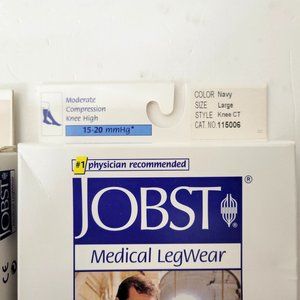 Moderate
Compression
Knee High
15-20 mmHg*
COLOR Navy
SIZE Large
STYLE Knee CT
CAT. NO. 115006
#1 physician recommended
JOBST®
Medical LegWear